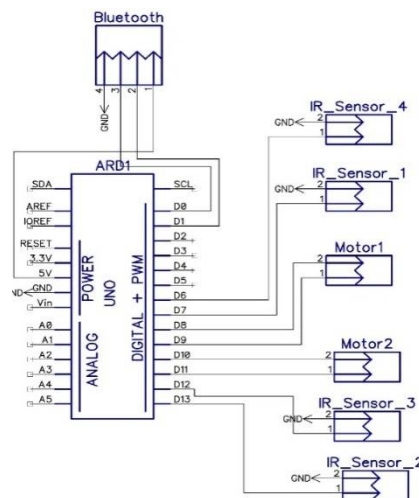 Bluetooth
4 3 2 1
GND
ARD1
SDA SCL
AREF D0
IOREF D1
D2
RESET D3
3.3V D4
5V D5
GND D6
Vin D7
D8
A0 D9
A1 D10
A2 D11
A3 D12
A4 D13
A5
POWER
UNO
ANALOG
DIGITAL + PWM
IR_Sensor_4
GND 2
1
IR_Sensor_1
GND 2
1
Motor1
2
1
Motor2
2
1
IR_Sensor_3
GND 2
1
IR_Sensor_2
GND 2
1